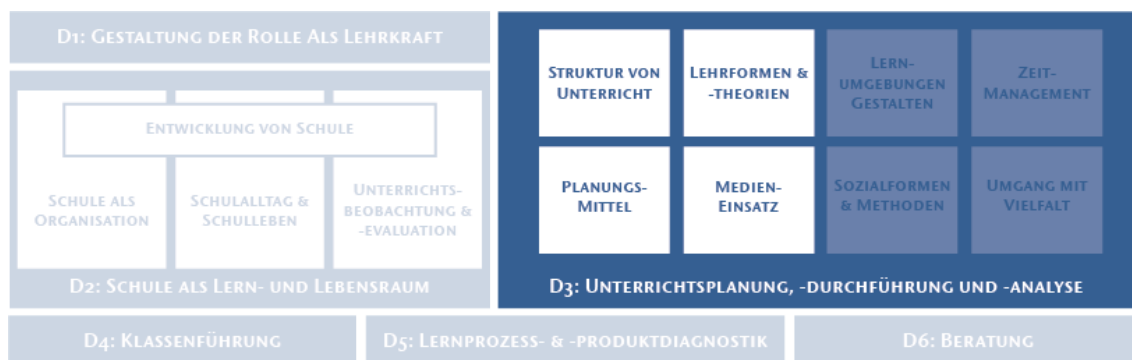 D1: Gestaltung der Rolle Als Lehrkraft
Entwicklung von Schule
Schule als
Organisation
Schulalltag &
Schulleben
Unterrichts-
beobachtung &
-evaluation
D2: Schule als Lern- und Lebensraum
Struktur von
Unterricht
Lehrformen &
-theorien
Lern-
umgebungen
Gestalten
Zeit-
Management
Planungs-
Mittel
Medien-
Einsatz
Sozialformen
& Methoden
Umgang mit
Vielfalt
D3: Unterrichtsplanung, -durchführung und -analyse
D4: Klassenführung
D5: Lernprozess- & -produktdiagnostik
D6: Beratung